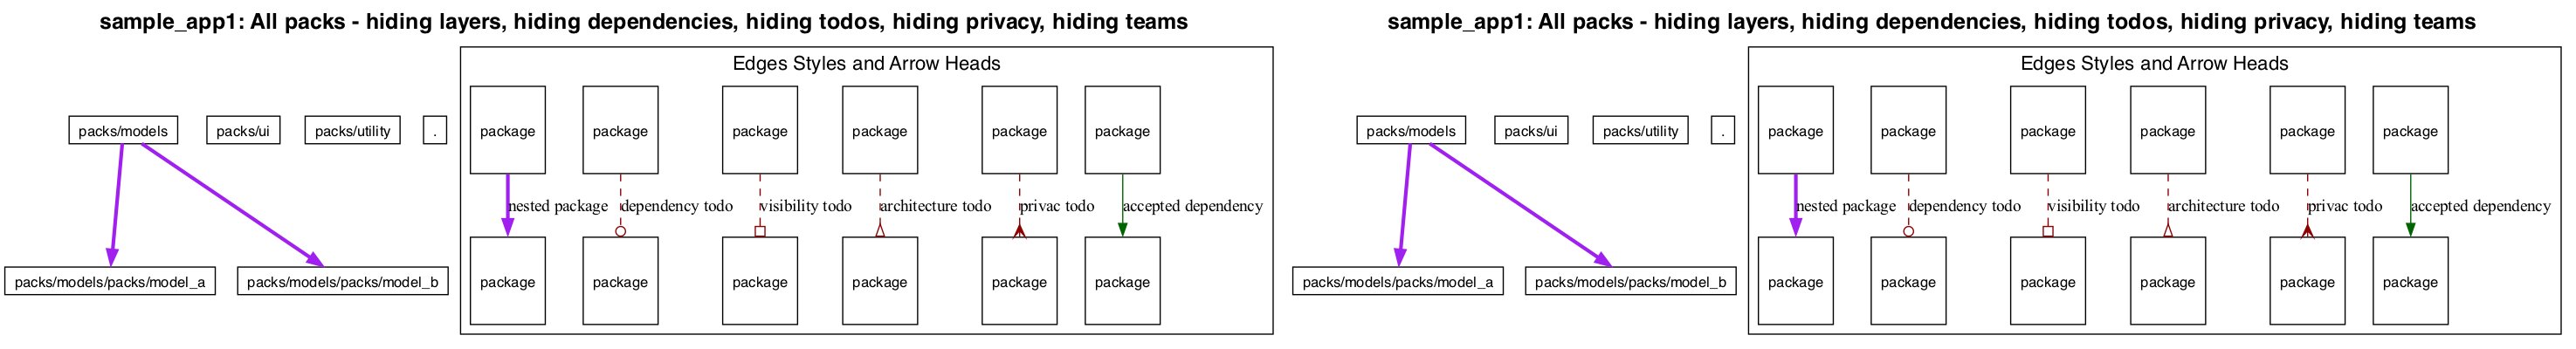 sample_app1: All packs - hiding layers, hiding dependencies, hiding todos, hiding privacy, hiding teams
Edges Styles and Arrow Heads
packs/models
packs/ui
packs/utility
.
package
package
package
package
package
package
nested package
dependency todo
visibility todo
architecture todo
privac todo
accepted dependency
packs/models/packs/model_a
packs/models/packs/model_b
package
package
package
package
package
package
sample_app1: All packs - hiding layers, hiding dependencies, hiding todos, hiding privacy, hiding teams
Edges Styles and Arrow Heads
packs/models
packs/ui
packs/utility
.
package
package
package
package
package
package
nested package
dependency todo
visibility todo
architecture todo
privac todo
accepted dependency
packs/models/packs/model_a
packs/models/packs/model_b
package
package
package
package
package
package